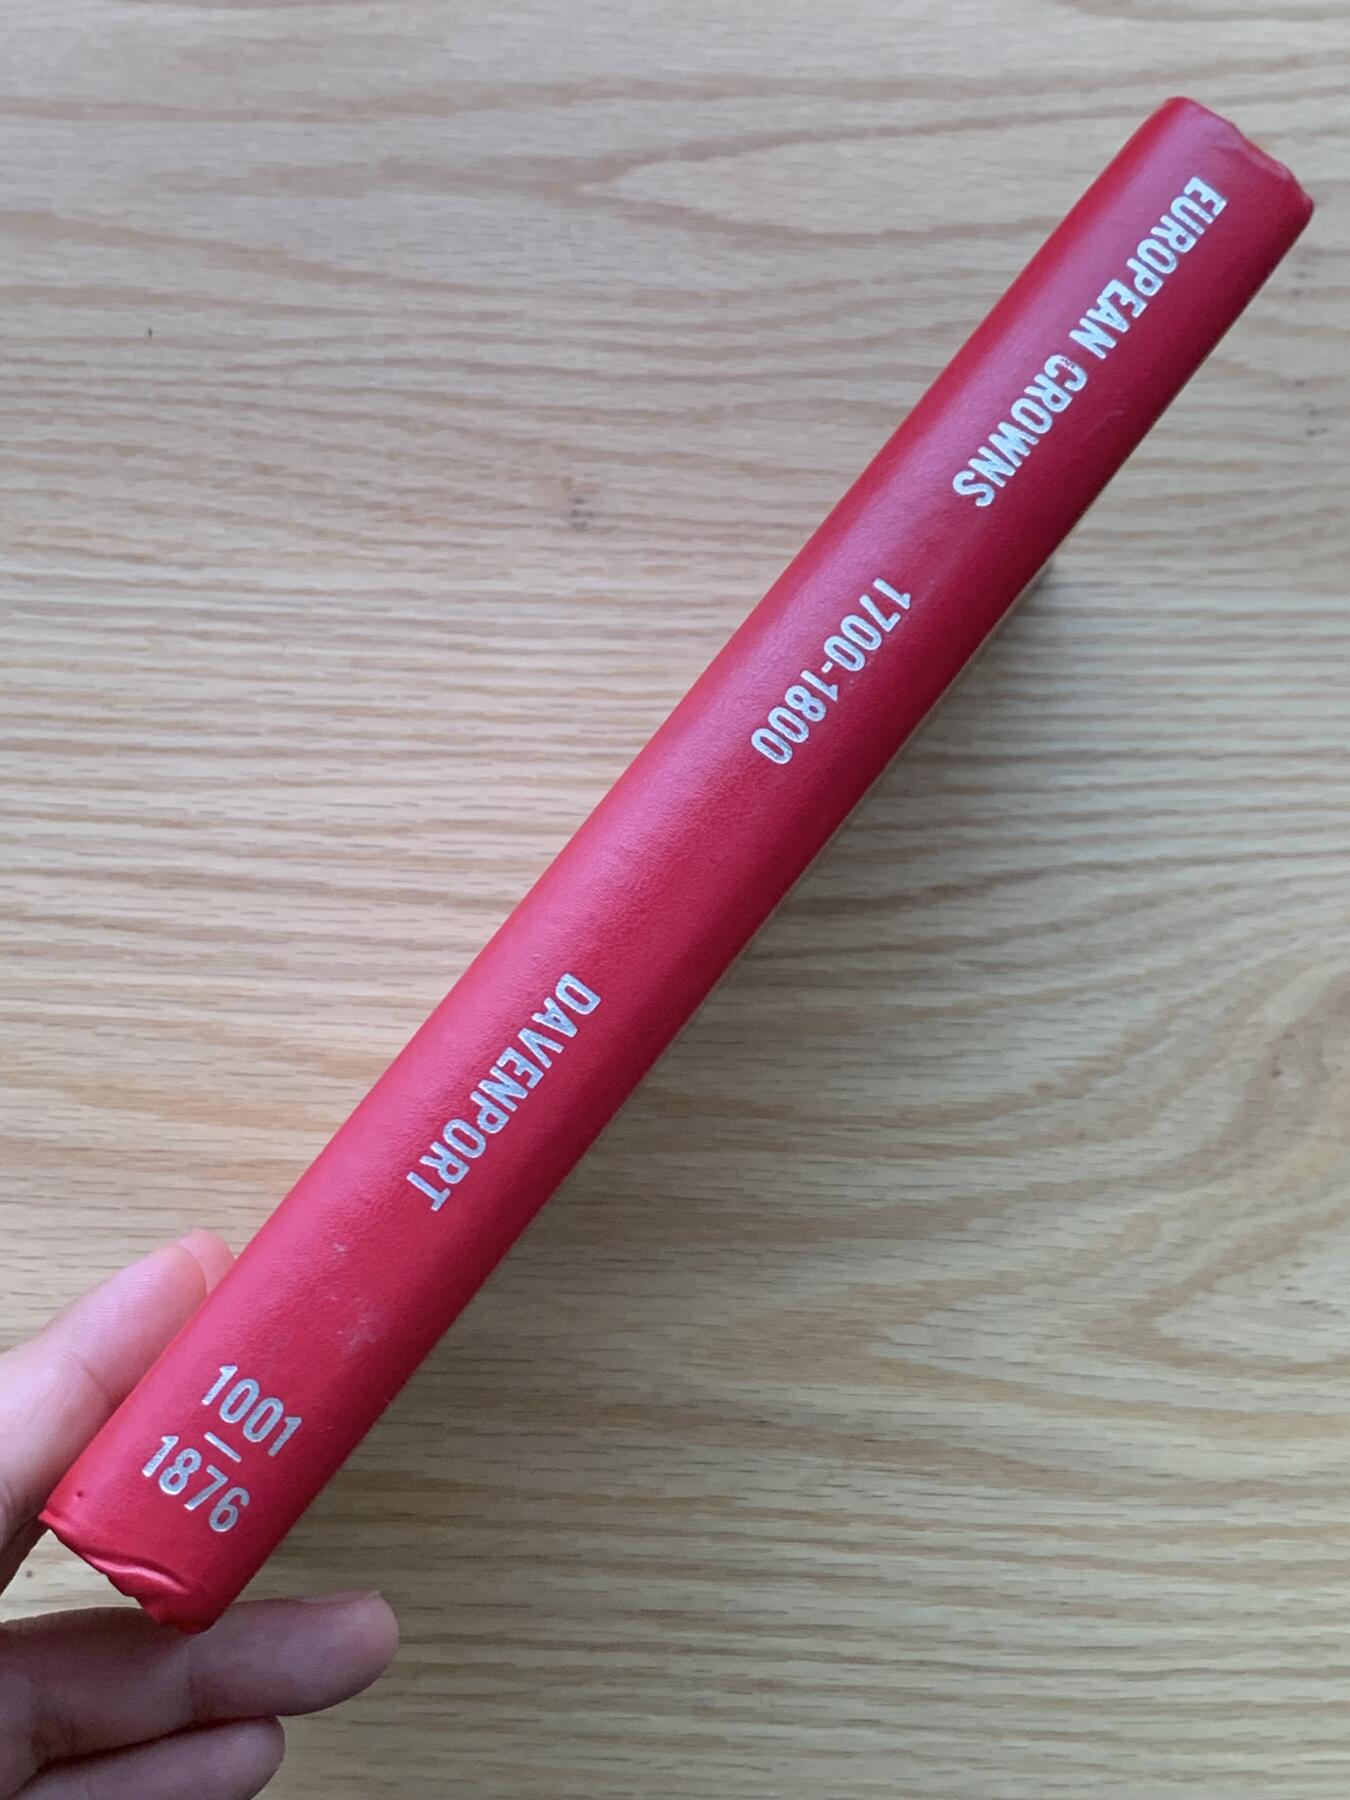 EUROPEAN CROWNS
1700-1800
DAVENPORT
1001
—
1876